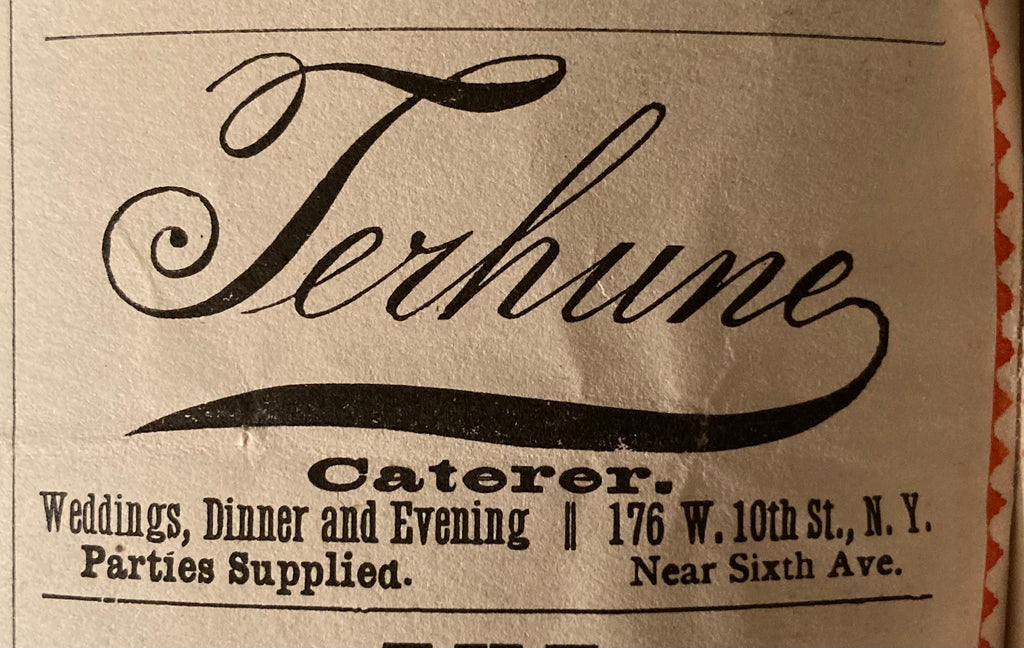 Terhune
Caterer.
Weddings, Dinner and Evening || 176 W. 10th St., N. Y.
Parties Supplied. Near Sixth Ave.